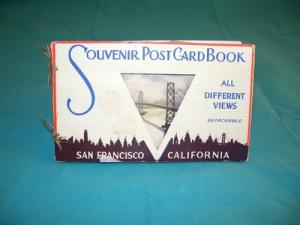 SOUVENIR POST CARD BOOK
ALL
DIFFERENT
VIEWS
DETACHABLE
SAN FRANCISCO CALIFORNIA